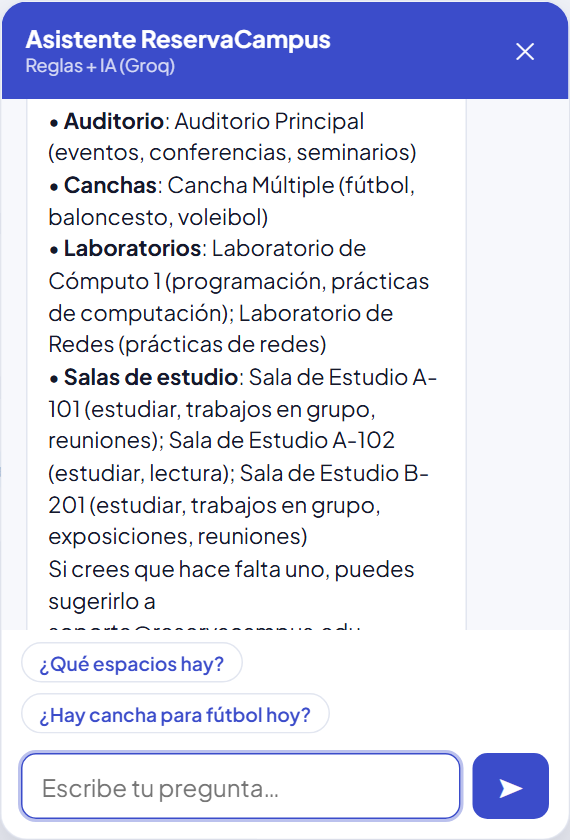 Asistente ReservaCampus
Reglas + IA (Groq)
• Auditorio: Auditorio Principal
(eventos, conferencias, seminarios)
• Canchas: Cancha Múltiple (fútbol,
baloncesto, voleibol)
• Laboratorios: Laboratorio de
Cómputo 1 (programación, prácticas
de computación); Laboratorio de
Redes (prácticas de redes)
• Salas de estudio: Sala de Estudio A-
101 (estudiar, trabajos en grupo,
reuniones); Sala de Estudio A-102
(estudiar, lectura); Sala de Estudio B-
201 (estudiar, trabajos en grupo,
exposiciones, reuniones)
Si crees que hace falta uno, puedes
sugerirlo a
¿Qué espacios hay?
¿Hay cancha para fútbol hoy?
Escribe tu pregunta...